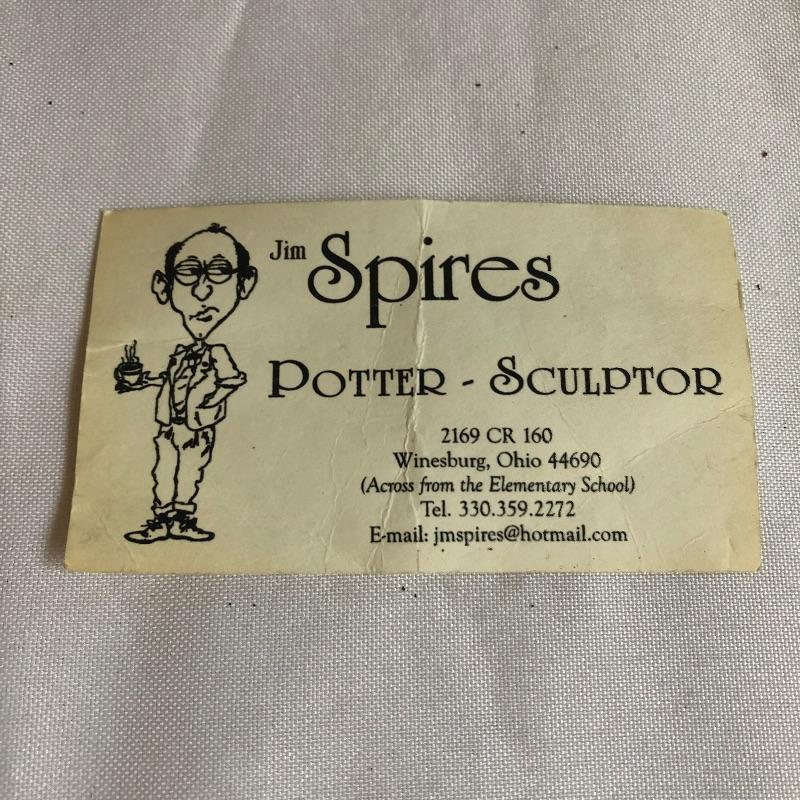 Jim Spires
POTTER - SCULPTOR
2169 CR 160
Winesburg, Ohio 44690
(Across from the Elementary School)
Tel. 330.359.2272
E-mail: jmspires@hotmail.com